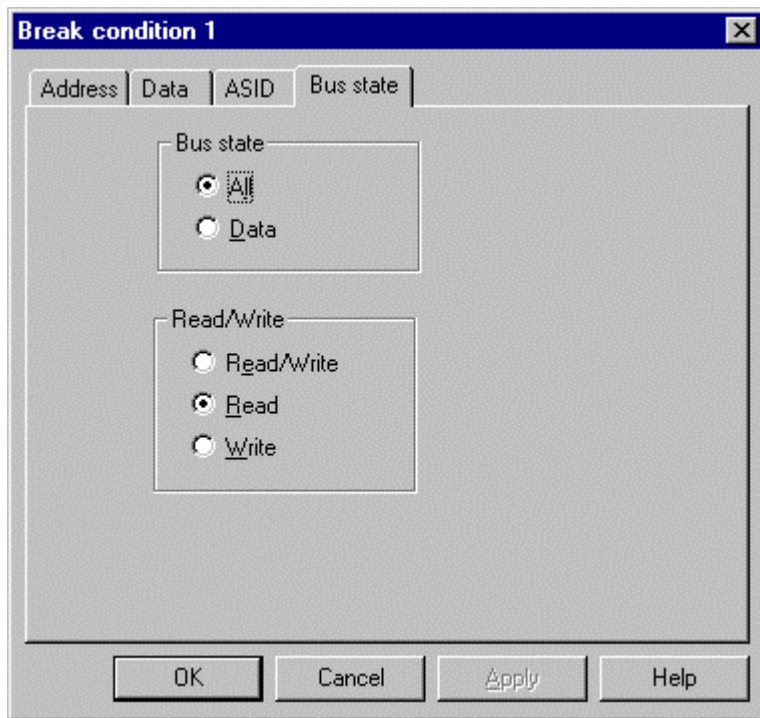 Break condition 1
Address Data ASID Bus state
Bus state
All
Data
Read/Write
Read/Write
Read
Write
OK Cancel Apply Help